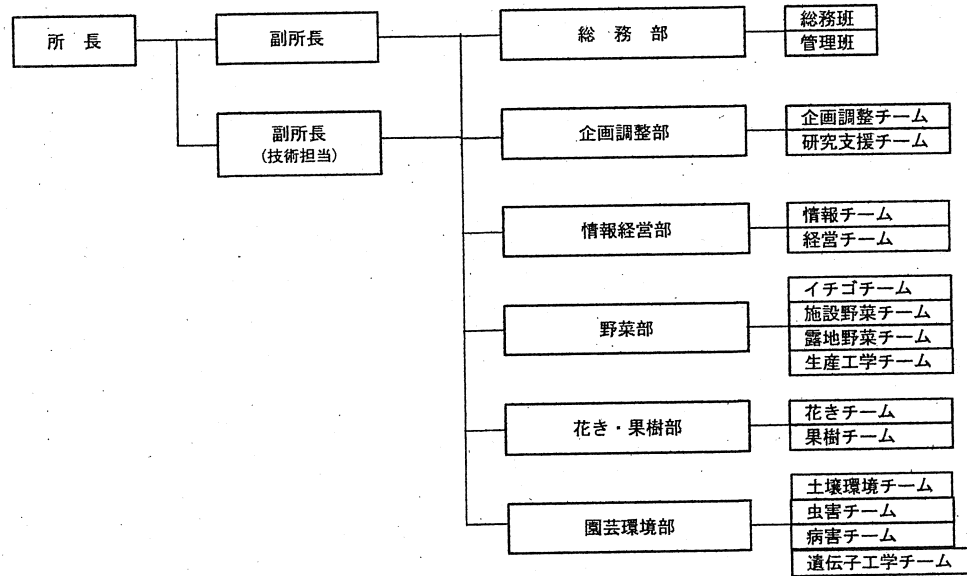 所 長
副所長
副所長
(技術担当)
総 務 部
総務班
管理班
企画調整部
企画調整チーム
研究支援チーム
情報経営部
情報チーム
経営チーム
野菜部
イチゴチーム
施設野菜チーム
露地野菜チーム
生産工学チーム
花き・果樹部
花きチーム
果樹チーム
園芸環境部
土壌環境チーム
虫害チーム
病害チーム
遺伝子工学チーム